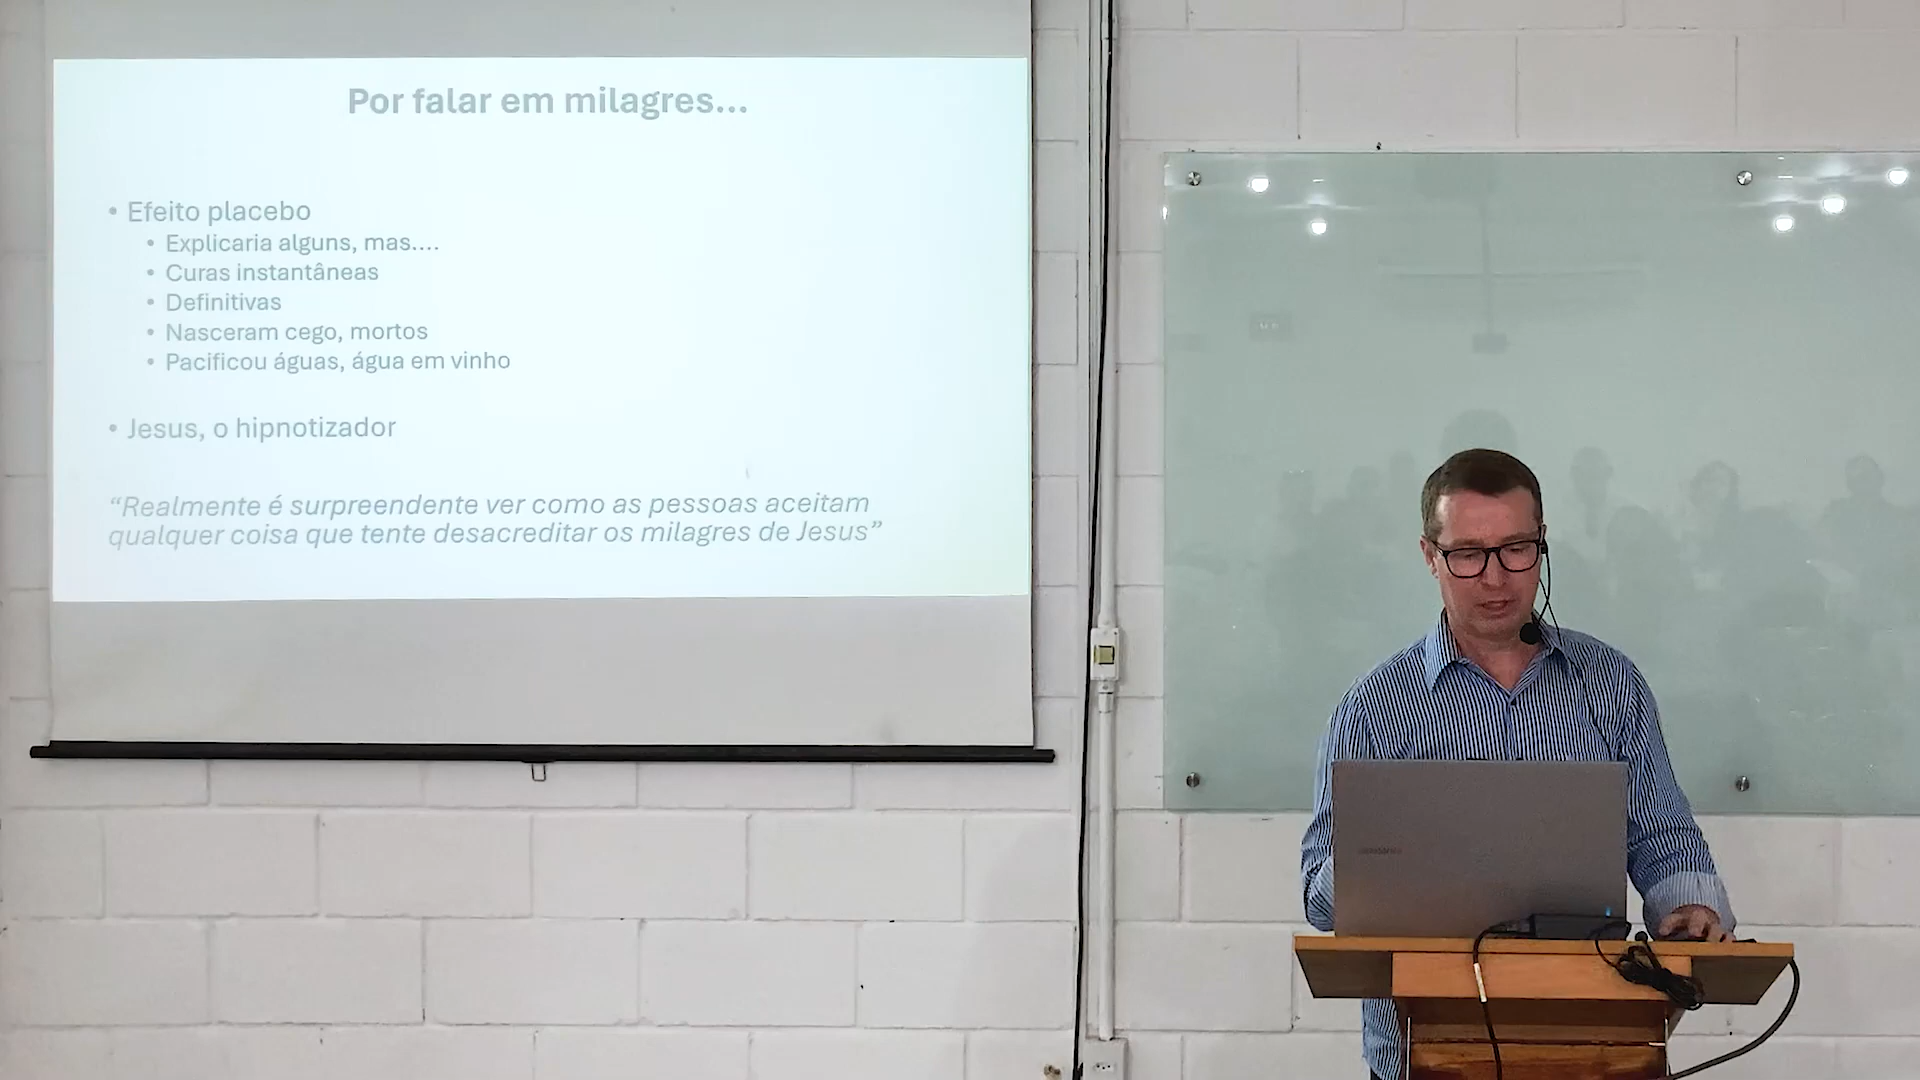 Por falar em milagres...
• Efeito placebo
• Explicaria alguns, mas....
• Curas instantâneas
• Definitivas
• Nasceram cego, mortos
• Pacificou águas, água em vinho
• Jesus, o hipnotizador
“Realmente é surpreendente ver como as pessoas aceitam
qualquer coisa que tente desacreditar os milagres de Jesus”